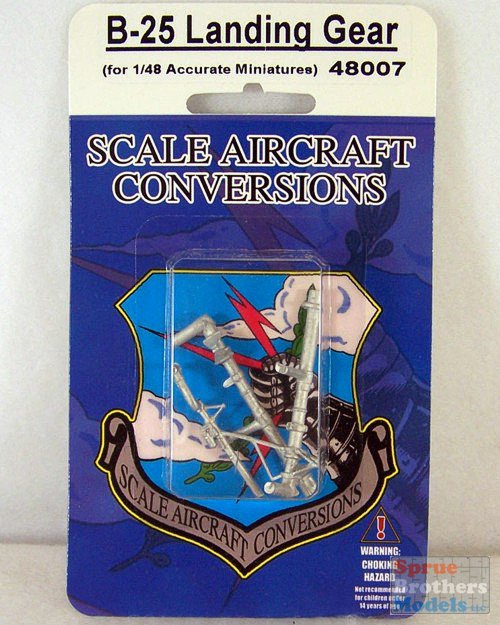 B-25 Landing Gear
(for 1/48 Accurate Miniatures) 48007
SCALE AIRCRAFT
CONVERSIONS
SCALE AIRCRAFT CONVERSIONS
WARNING:
CHOKING
HAZARD
Not recommended
for children under
14 years of age
Sprue
Brothers
Models LLC